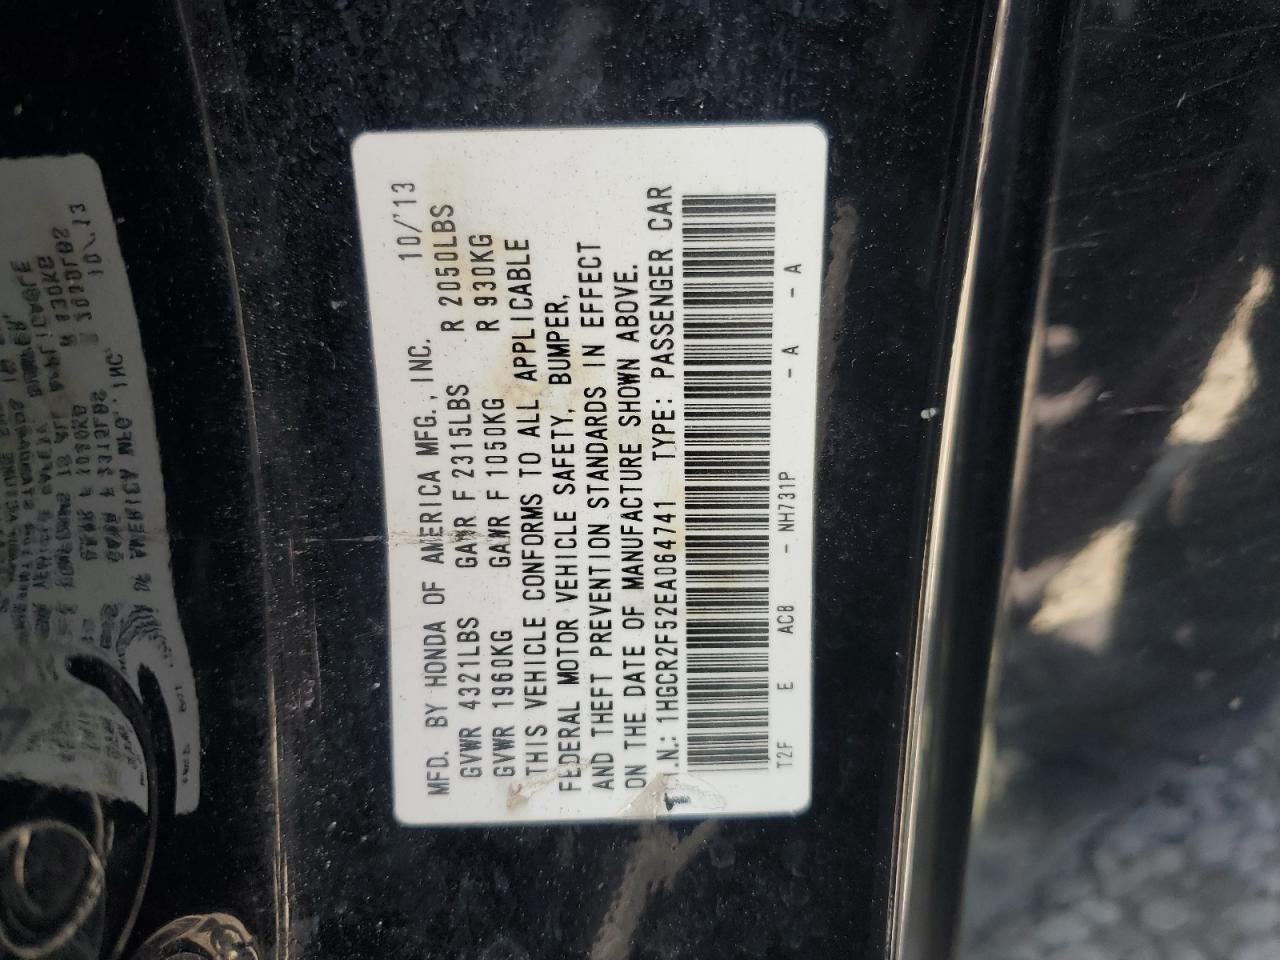 MFD. BY HONDA OF AMERICA MFG., INC. 10/'13
GVWR 4321LBS GAWR F 2315LBS R 2050LBS
GVWR 1960KG GAWR F 1050KG R 930KG
THIS VEHICLE CONFORMS TO ALL APPLICABLE
FEDERAL MOTOR VEHICLE SAFETY, BUMPER,
AND THEFT PREVENTION STANDARDS IN EFFECT
ON THE DATE OF MANUFACTURE SHOWN ABOVE.
.N.: 1HGCR2F52EA064741 TYPE: PASSENGER CAR
T2F E AC8 - NH731P - A - A